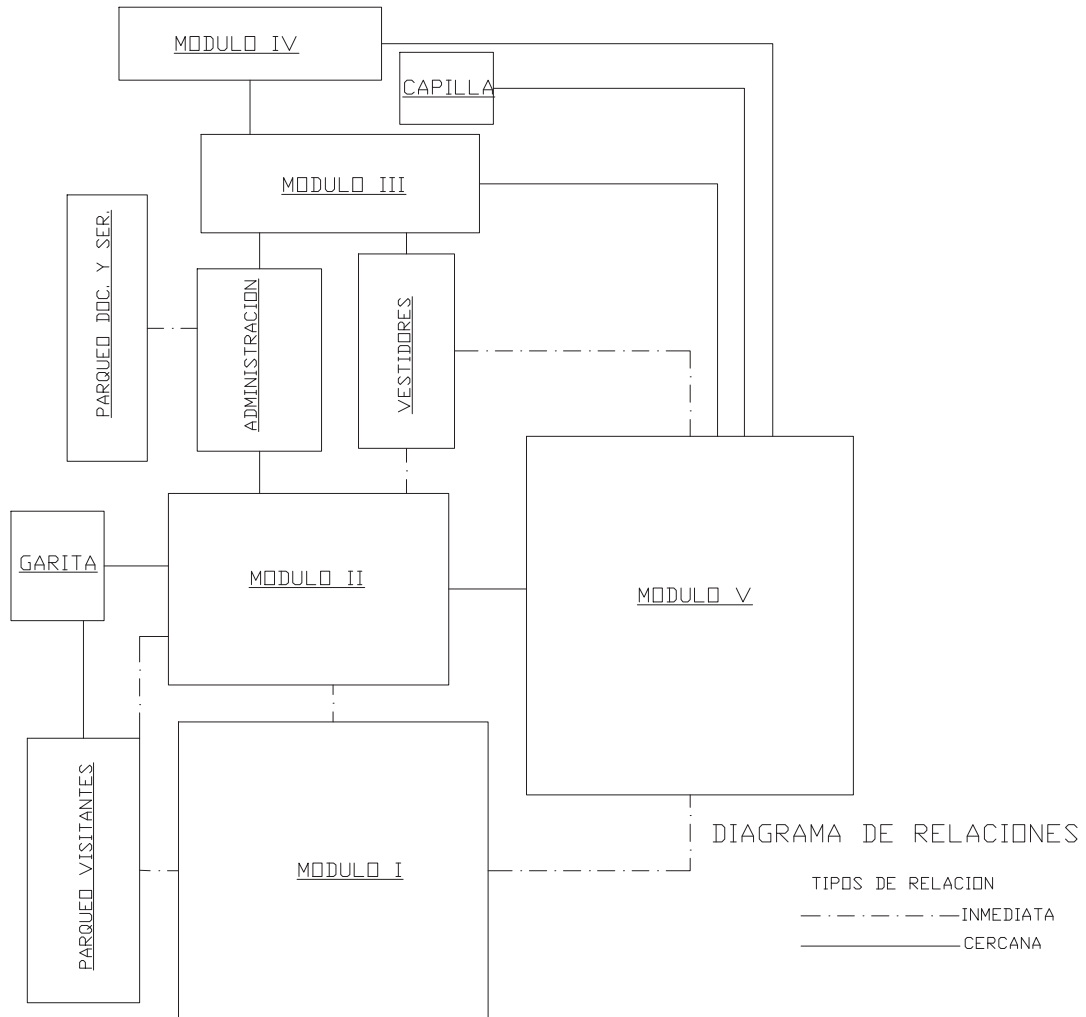 MODULO IV
CAPILLA
MODULO III
PARQUEO DOC. Y SER.
ADMINISTRACION
VESTIDORES
GARITA
MODULO II
MODULO V
PARQUEO VISITANTES
MODULO I
DIAGRAMA DE RELACIONES
TIPOS DE RELACION
INMEDIATA
CERCANA